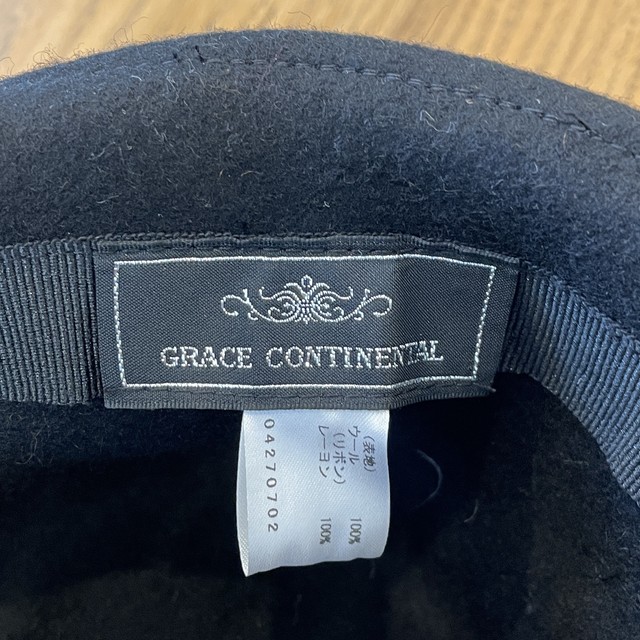 GRACE CONTINENTAL
(表地)
ウール 100%
(リボン)
レーヨン 100%
04270702